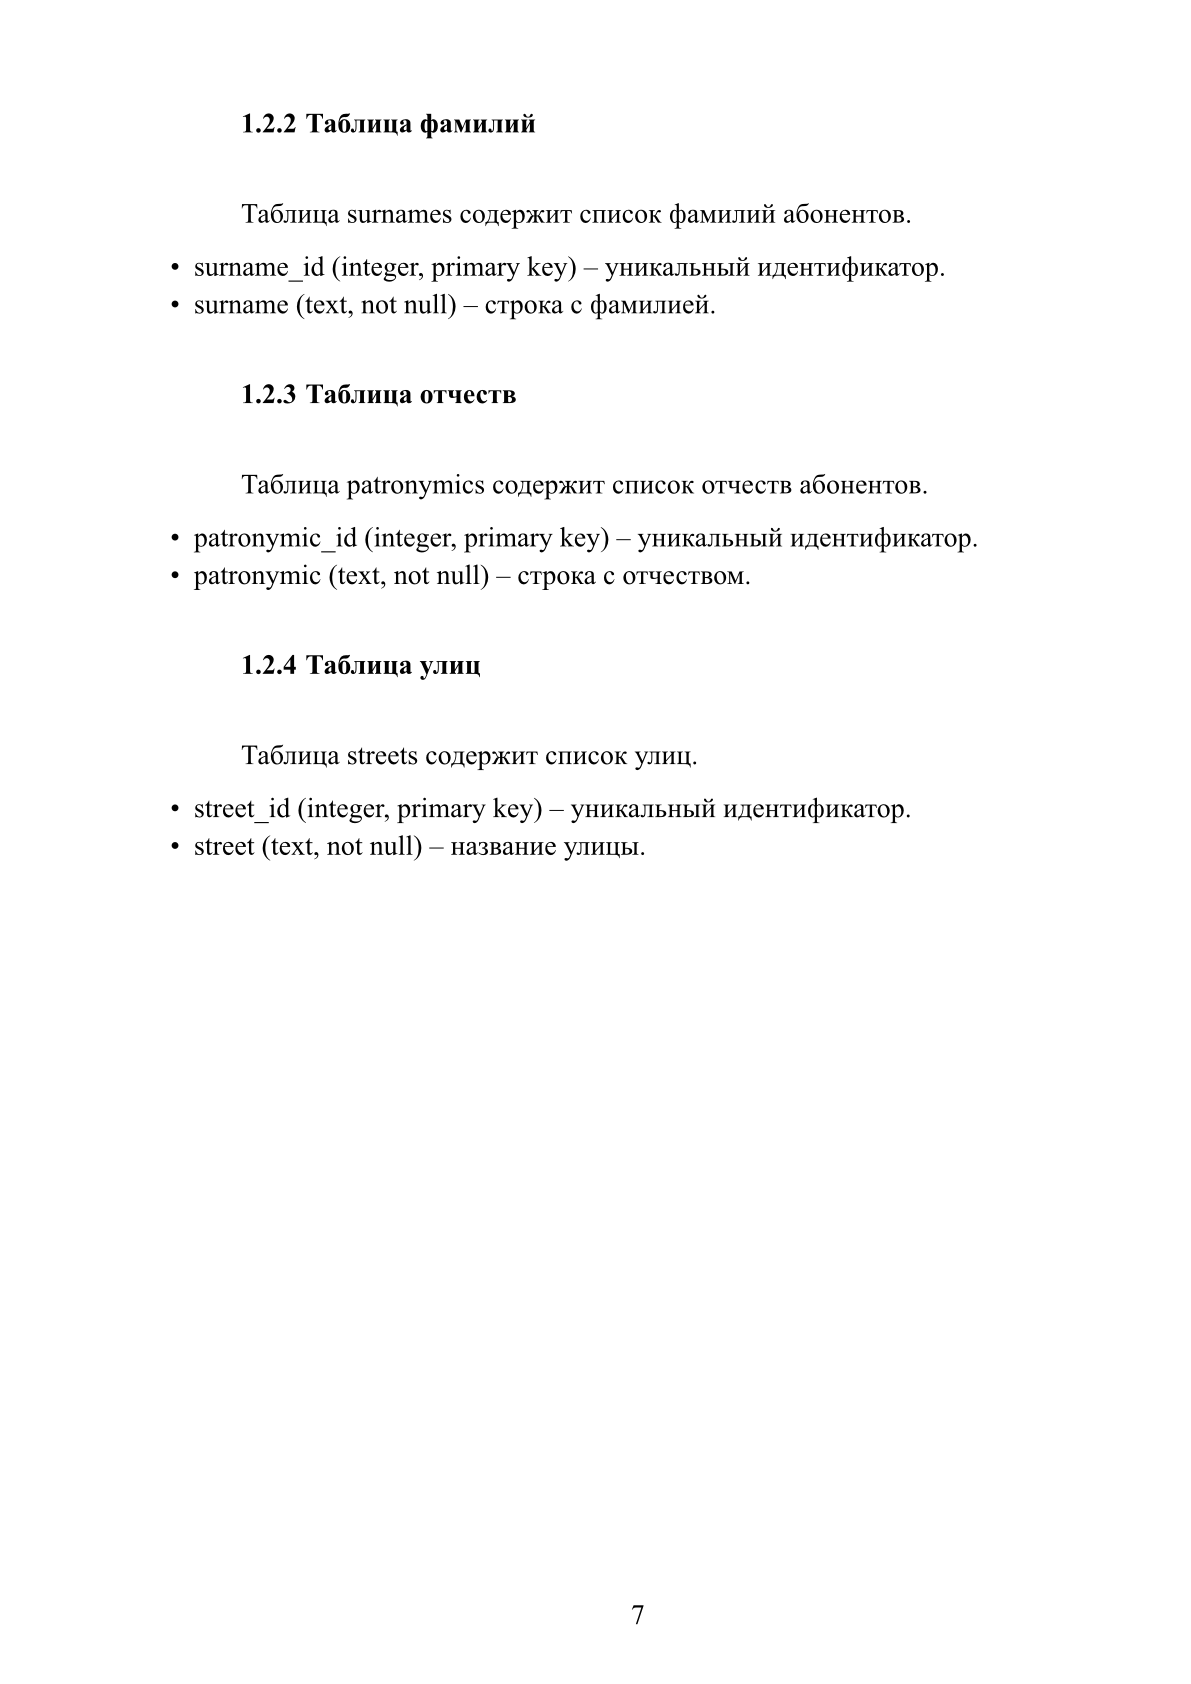 1.2.2 Таблица фамилий
Таблица surnames содержит список фамилий абонентов.
• surname_id (integer, primary key) – уникальный идентификатор.
• surname (text, not null) – строка с фамилией.
1.2.3 Таблица отчеств
Таблица patronymics содержит список отчеств абонентов.
• patronymic_id (integer, primary key) – уникальный идентификатор.
• patronymic (text, not null) – строка с отчеством.
1.2.4 Таблица улиц
Таблица streets содержит список улиц.
• street_id (integer, primary key) – уникальный идентификатор.
• street (text, not null) – название улицы.
7